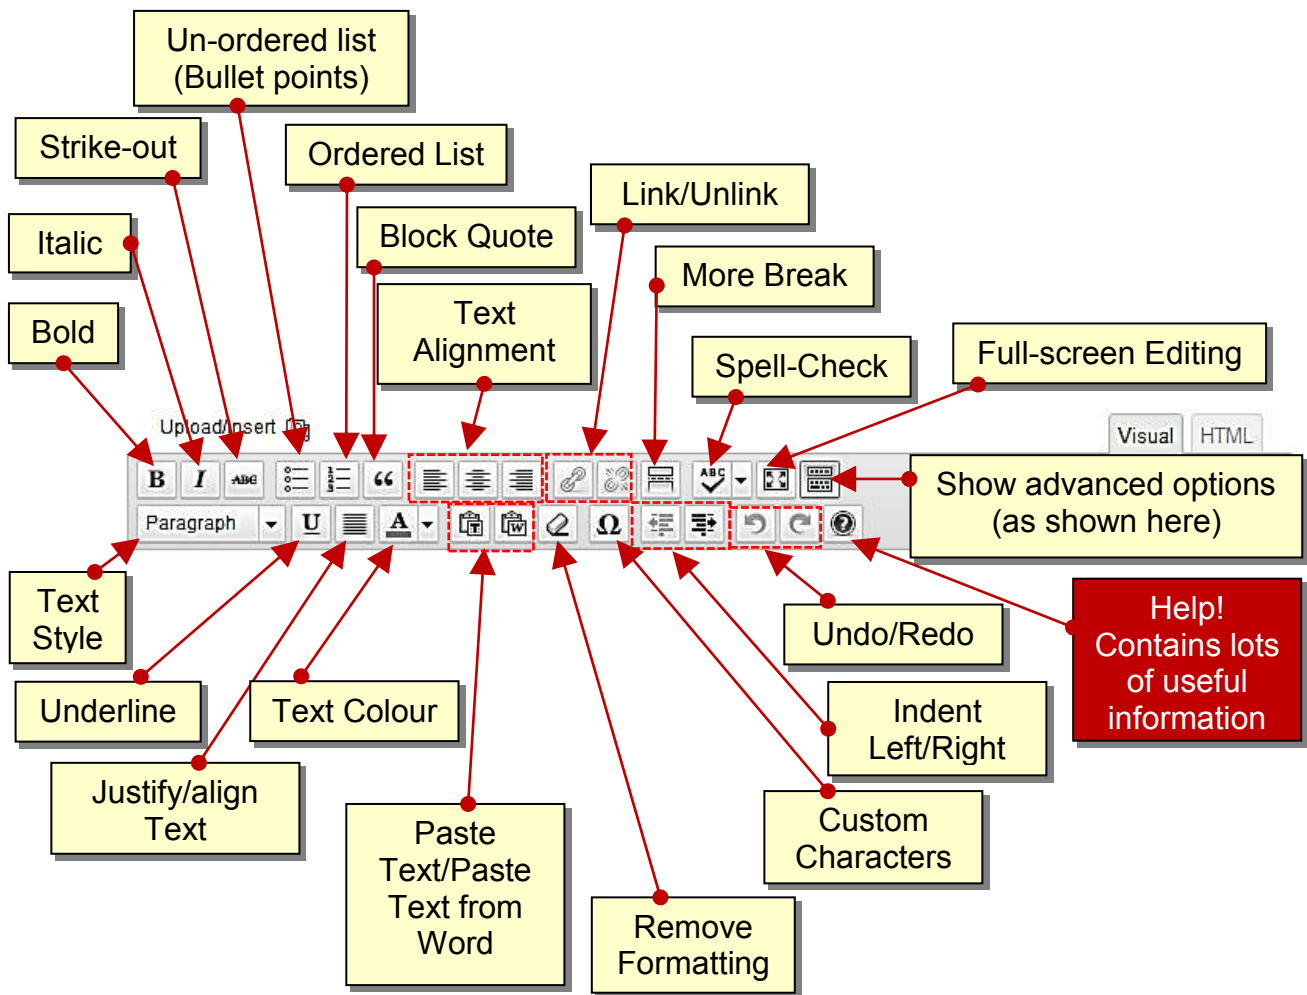 Un-ordered list
(Bullet points)
Strike-out
Ordered List
Link/Unlink
Italic
Block Quote
More Break
Bold
Text
Alignment
Spell-Check
Full-screen Editing
Upload/Insert
Visual
HTML
B I ABC
1
2
3
ABC
Show advanced options
(as shown here)
Paragraph
U
A
T
W
Ω
Text
Style
Undo/Redo
Help!
Contains lots
of useful
information
Underline
Text Colour
Indent
Left/Right
Justify/align
Text
Paste
Text/Paste
Text from
Word
Custom
Characters
Remove
Formatting